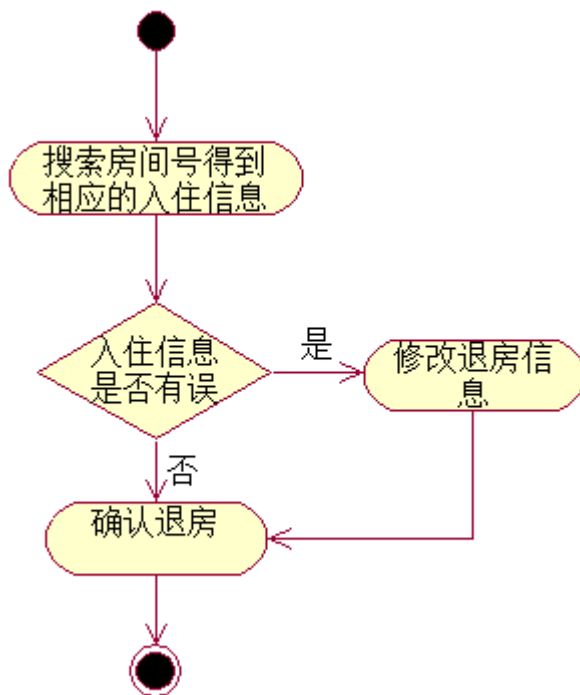 搜索房间号得到
相应的入住信息
入住信息
是否有误
是
修改退房信
息
否
确认退房